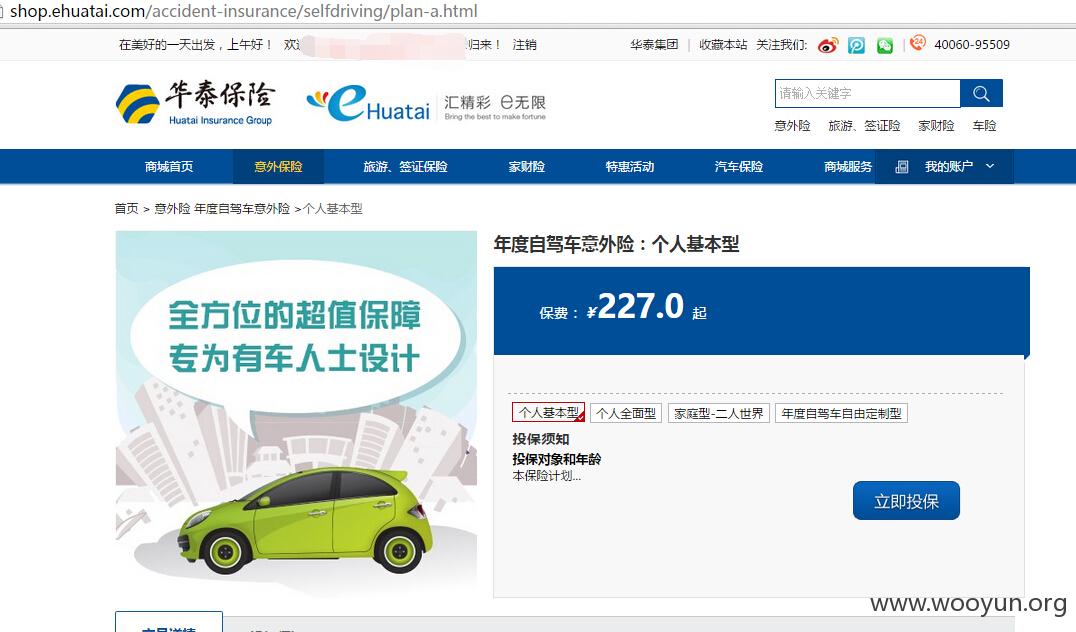 shop.ehuatai.com/accident-insurance/selfdriving/plan-a.html
在美好的一天出发，上午好！ 欢迎 归来！ 注销
华泰集团 | 收藏本站 关注我们: 24 40060-95509
华泰保险
Huatai Insurance Group
eHuatai
汇精彩 e无限
Bring the best to make fortune
请输入关键字
意外险 旅游、签证险 家财险 车险
商城首页 意外保险 旅游、签证保险 家财险 特惠活动 汽车保险 商城服务 我的账户
首页 > 意外险 年度自驾车意外险 >个人基本型
全方位的超值保障
专为有车人士设计
年度自驾车意外险：个人基本型
保费：¥227.0 起
个人基本型 个人全面型 家庭型-二人世界 年度自驾车自由定制型
投保须知
投保对象和年龄
本保险计划...
立即投保
www.wooyun.org